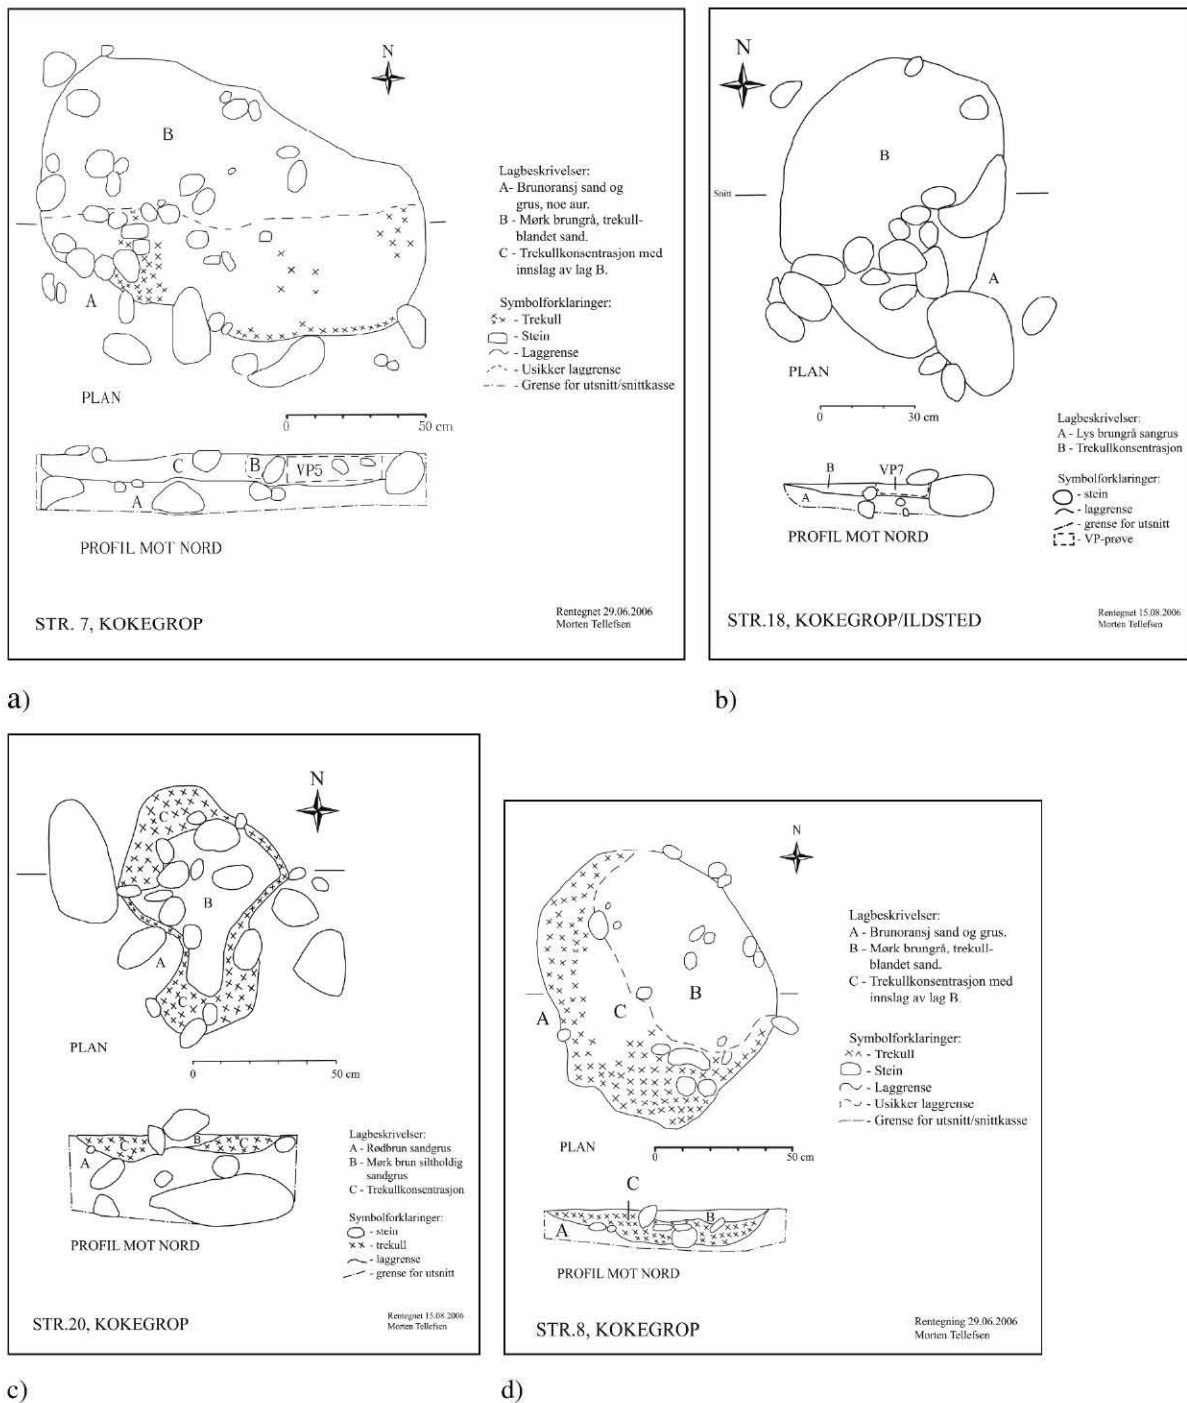 N
B
A
Lagbeskrivelser:
A- Brunoransj sand og
grus, noe aur.
B - Mørk brungrå, trekull-
blandet sand.
C - Trekullkonsentrasjon med
innslag av lag B.
Symbolforklaringer:
- Trekull
- Stein
- Laggrense
- Usikker laggrense
- Grense for utsnitt/snittkasse
PLAN
0 50 cm
C B VP5
A
PROFIL MOT NORD
STR. 7, KOKEGROP
Rentegnet 29.06.2006
Morten Tellefsen
a)
N
B
Snitt
A
PLAN
0 30 cm
Lagbeskrivelser:
A - Lys brungrå sangrus
B - Trekullkonsentrasjon
B VP7
A
Symbolforklaringer:
- stein
- laggrense
- grense for utsnitt
- VP-prøve
PROFIL MOT NORD
STR.18, KOKEGROP/ILDSTED
Rentegnet 15.08.2006
Morten Tellefsen
b)
N
C
B
A
C
PLAN
0 50 cm
C B C
A
Lagbeskrivelser:
A - Rødbrun sandgrus
B - Mørk brun siltholdig
sandgrus
C - Trekullkonsentrasjon
Symbolforklaringer:
- stein
- trekull
- laggrense
- grense for utsnitt
PROFIL MOT NORD
STR.20, KOKEGROP
Rentegnet 15.08.2006
Morten Tellefsen
c)
N
B
C
A
Lagbeskrivelser:
A - Brunoransj sand og grus.
B - Mørk brungrå, trekull-
blandet sand.
C - Trekullkonsentrasjon med
innslag av lag B.
Symbolforklaringer:
- Trekull
- Stein
- Laggrense
- Usikker laggrense
- Grense for utsnitt/snittkasse
PLAN
0 50 cm
C
B
A
PROFIL MOT NORD
STR.8, KOKEGROP
Rentegning 29.06.2006
Morten Tellefsen
d)